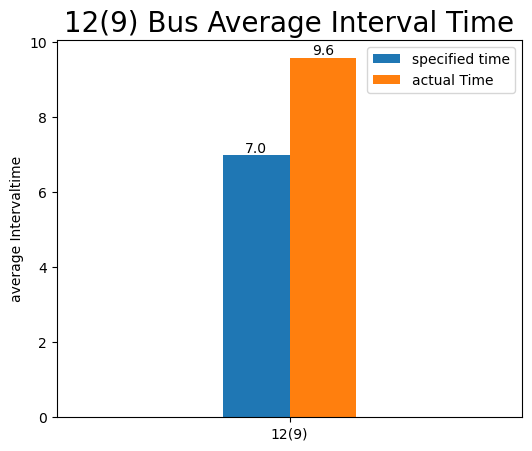 12(9) Bus Average Interval Time
specified time
actual Time
average Intervaltime
10
8
6
4
2
0
7.0
9.6
12(9)